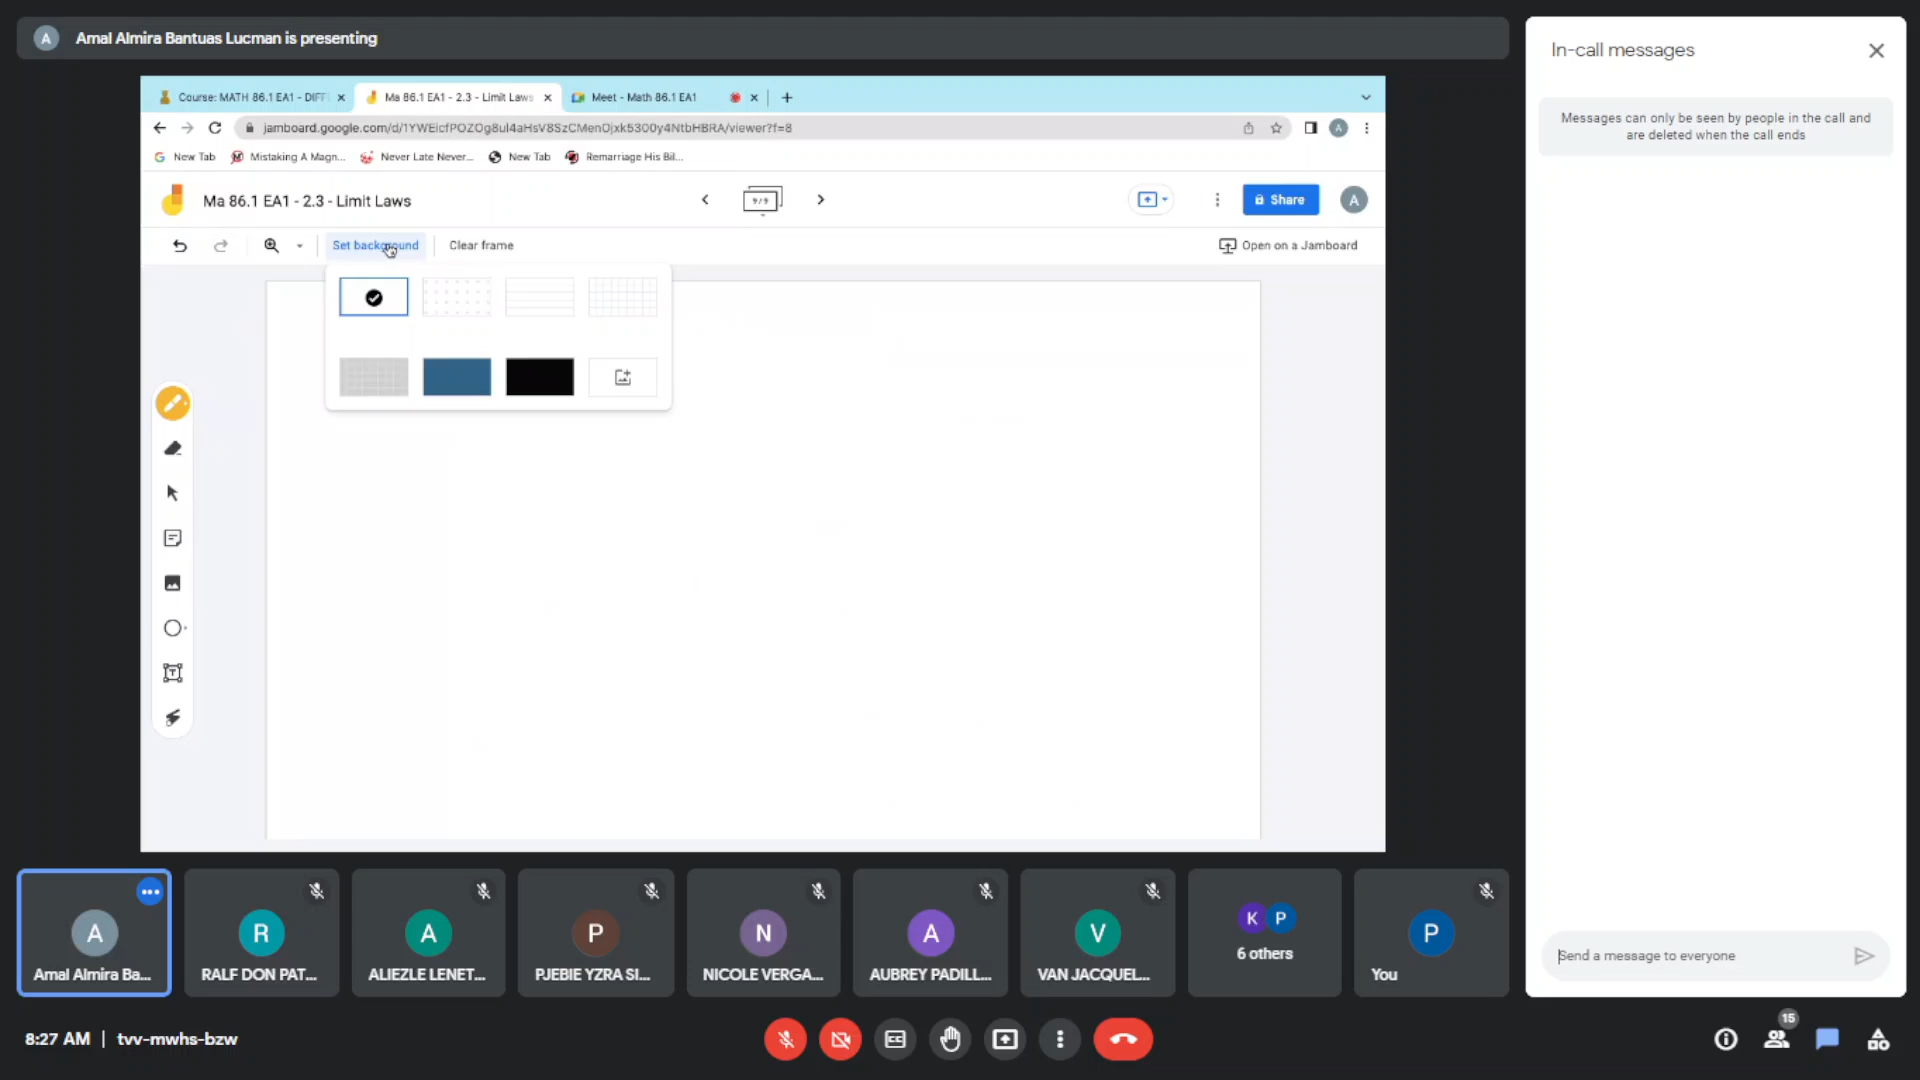 A Amal Almira Bantuas Lucman is presenting
In-call messages
Messages can only be seen by people in the call and
are deleted when the call ends
Course: MATH 86.1 EA1 - DIFF
Ma 86.1 EA1 - 2.3 - Limit Laws
Meet - Math 86.1 EA1
jamboard.google.com/d/1YWEicfPOZOg8ul4aHsV8SzCMenOjxk5300y4NtbHBRA/viewer?f=8
A
New Tab
Mistaking A Magn...
Never Late Never...
New Tab
Remarriage His Bil...
Ma 86.1 EA1 - 2.3 - Limit Laws
9/9
Share
A
Set background
Clear frame
Open on a Jamboard
A
Amal Almira Ba...
R
RALF DON PAT...
A
ALIEZLE LENET...
P
PJEBIE YZRA SI...
N
NICOLE VERGA...
A
AUBREY PADILL...
V
VAN JACQUEL...
K P
6 others
P
You
Send a message to everyone
8:27 AM | tvv-mwhs-bzw
15